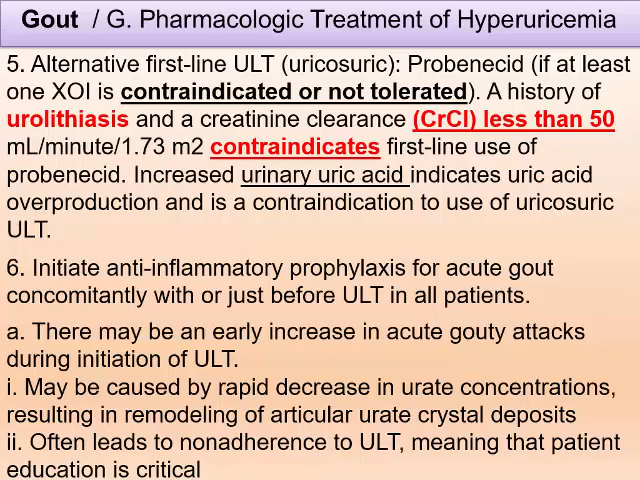 Gout / G. Pharmacologic Treatment of Hyperuricemia
5. Alternative first-line ULT (uricosuric): Probenecid (if at least
one XOI is contraindicated or not tolerated). A history of
urolithiasis and a creatinine clearance (CrCl) less than 50
mL/minute/1.73 m2 contraindicates first-line use of
probenecid. Increased urinary uric acid indicates uric acid
overproduction and is a contraindication to use of uricosuric
ULT.
6. Initiate anti-inflammatory prophylaxis for acute gout
concomitantly with or just before ULT in all patients.
a. There may be an early increase in acute gouty attacks
during initiation of ULT.
i. May be caused by rapid decrease in urate concentrations,
resulting in remodeling of articular urate crystal deposits
ii. Often leads to nonadherence to ULT, meaning that patient
education is critical